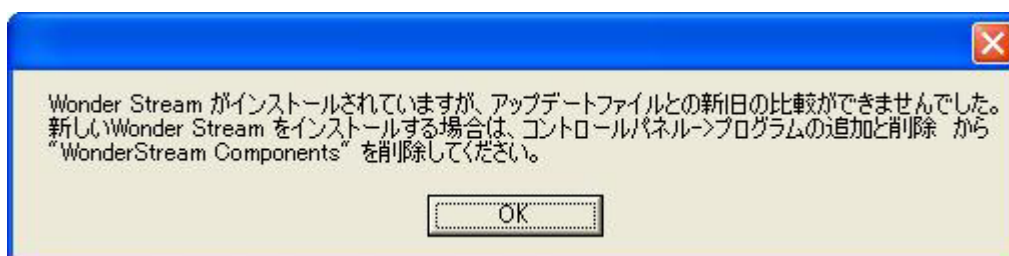 Wonder Stream がインストールされていますが、アップデートファイルとの新旧の比較ができませんでした。
新しいWonder Stream をインストールする場合は、コントロールパネル->プログラムの追加と削除 から
"WonderStream Components" を削除してください。
OK